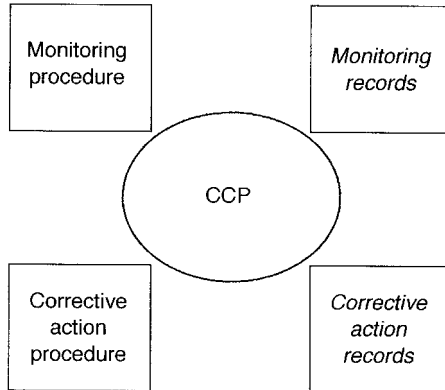 Monitoring
procedure
Monitoring
records
CCP
Corrective
action
procedure
Corrective
action
records